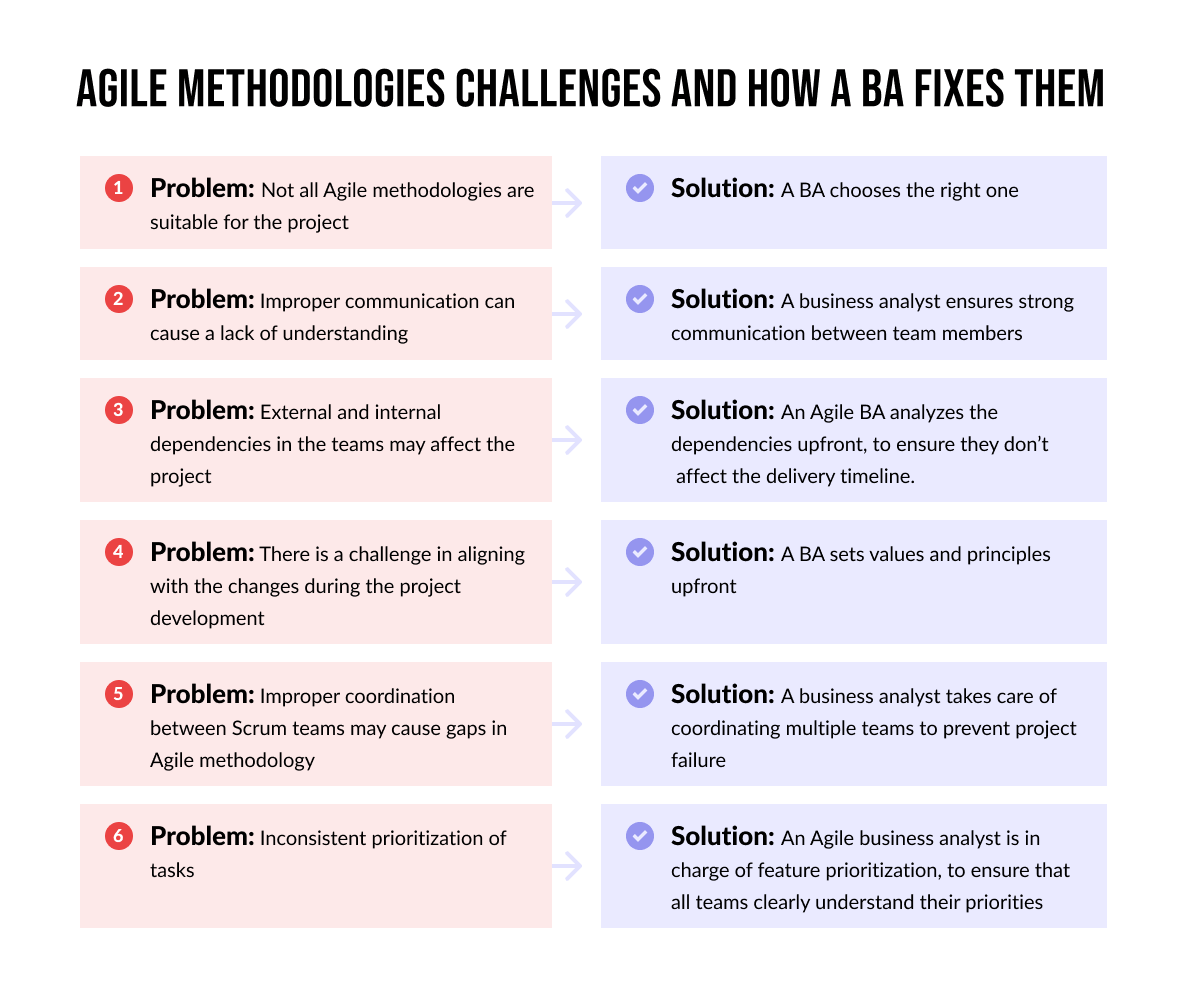 AGILE METHODOLOGIES CHALLENGES AND HOW A BA FIXES THEM
1 Problem: Not all Agile methodologies are
suitable for the project
Solution: A BA chooses the right one
2 Problem: Improper communication can
cause a lack of understanding
Solution: A business analyst ensures strong
communication between team members
3 Problem: External and internal
dependencies in the teams may affect the
project
Solution: An Agile BA analyzes the
dependencies upfront, to ensure they don’t
affect the delivery timeline.
4 Problem: There is a challenge in aligning
with the changes during the project
development
Solution: A BA sets values and principles
upfront
5 Problem: Improper coordination
between Scrum teams may cause gaps in
Agile methodology
Solution: A business analyst takes care of
coordinating multiple teams to prevent project
failure
6 Problem: Inconsistent prioritization of
tasks
Solution: An Agile business analyst is in
charge of feature prioritization, to ensure that
all teams clearly understand their priorities